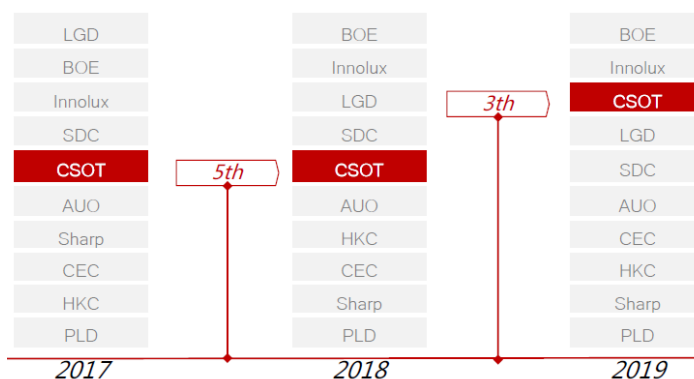 LGD
BOE
Innolux
SDC
CSOT
AUO
Sharp
CEC
HKC
PLD
2017
5th
BOE
Innolux
LGD
SDC
CSOT
AUO
HKC
CEC
Sharp
PLD
2018
3th
BOE
Innolux
CSOT
LGD
SDC
AUO
CEC
HKC
Sharp
PLD
2019